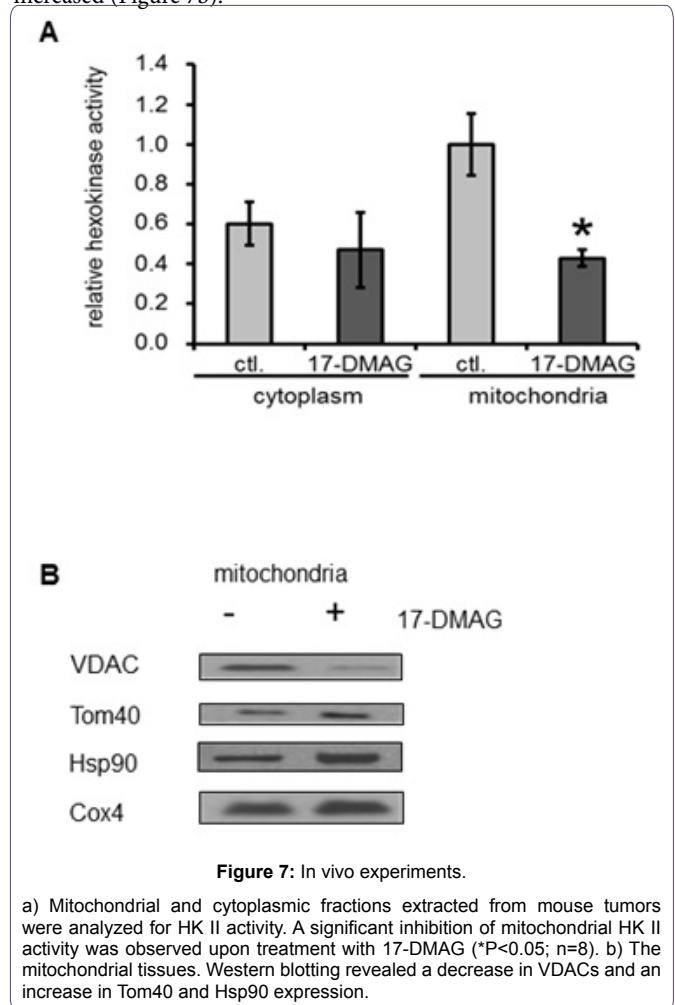 increased (Figure 7b).
A
relative hexokinase activity
1.4
1.2
1.0
0.8
0.6
0.4
0.2
0.0
*
ctl. 17-DMAG ctl. 17-DMAG
cytoplasm mitochondria
B
mitochondria
- + 17-DMAG
VDAC
Tom40
Hsp90
Cox4
Figure 7: In vivo experiments.
a) Mitochondrial and cytoplasmic fractions extracted from mouse tumors
were analyzed for HK II activity. A significant inhibition of mitochondrial HK II
activity was observed upon treatment with 17-DMAG (*P<0.05; n=8). b) The
mitochondrial tissues. Western blotting revealed a decrease in VDACs and an
increase in Tom40 and Hsp90 expression.